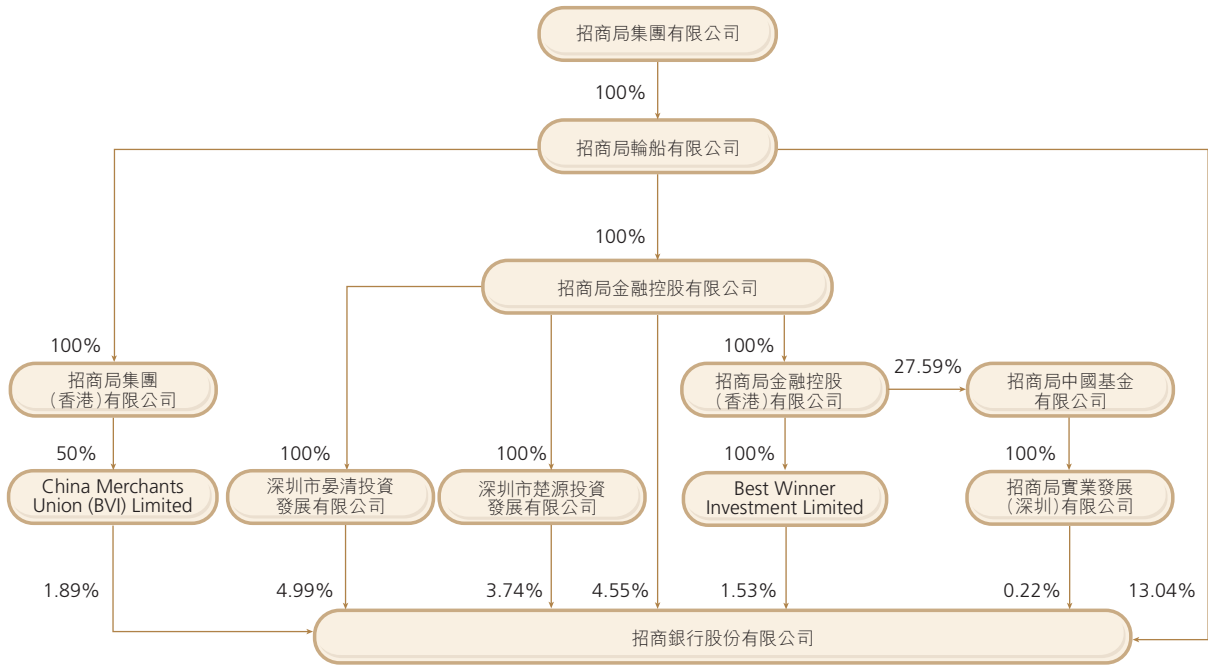 招商局集團有限公司
100%
招商局輪船有限公司
100%
招商局金融控股有限公司
100%
100%
27.59%
招商局集團
（香港）有限公司
招商局金融控股
（香港）有限公司
招商局中國基金
有限公司
50%
100%
100%
100%
100%
China Merchants
Union (BVI) Limited
深圳市晏清投資
發展有限公司
深圳市楚源投資
發展有限公司
Best Winner
Investment Limited
招商局實業發展
（深圳）有限公司
1.89%
4.99%
3.74%
4.55%
1.53%
0.22%
13.04%
招商銀行股份有限公司